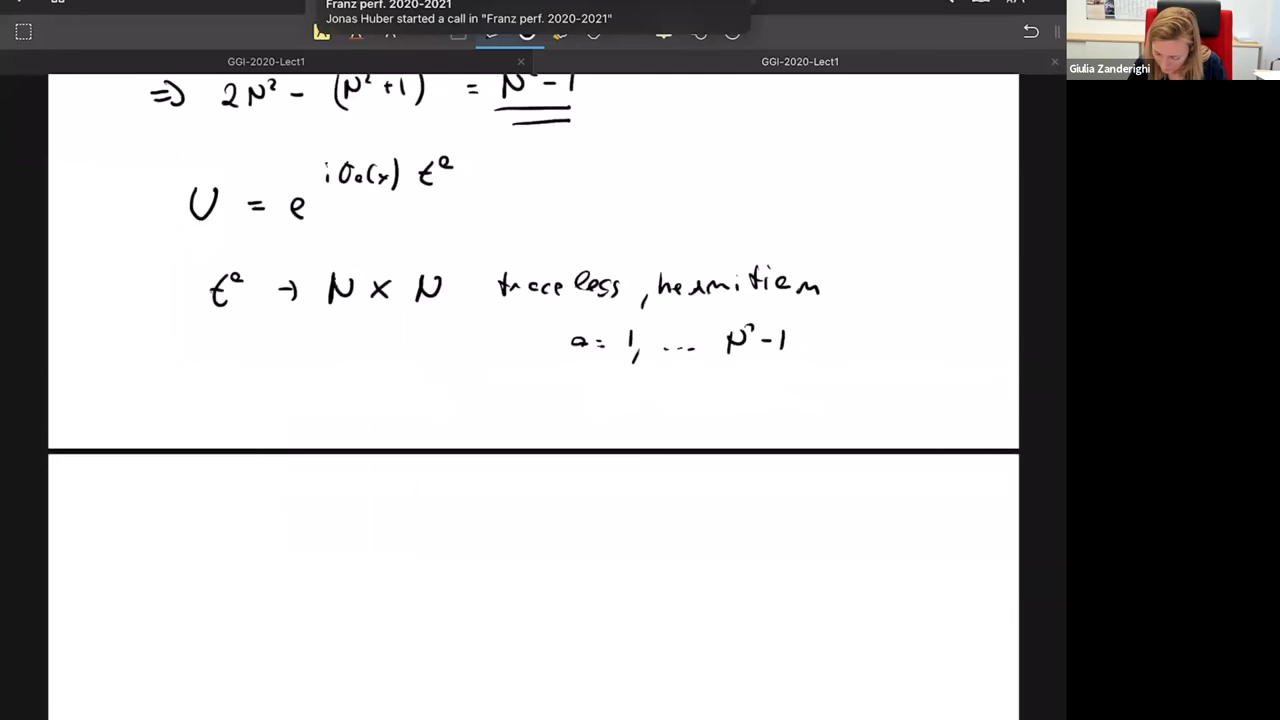 Franz perf. 2020-2021
Jonas Huber started a call in "Franz perf. 2020-2021"
GGI-2020-Lect1
GGI-2020-Lect1
Giulia Zanderighi
⇒ 2N² - (N² + 1) = N² - 1
U = e^{iθₐ(x) tᵃ}
tᵃ → N × N traceless, hermitian
a = 1, ... N² - 1